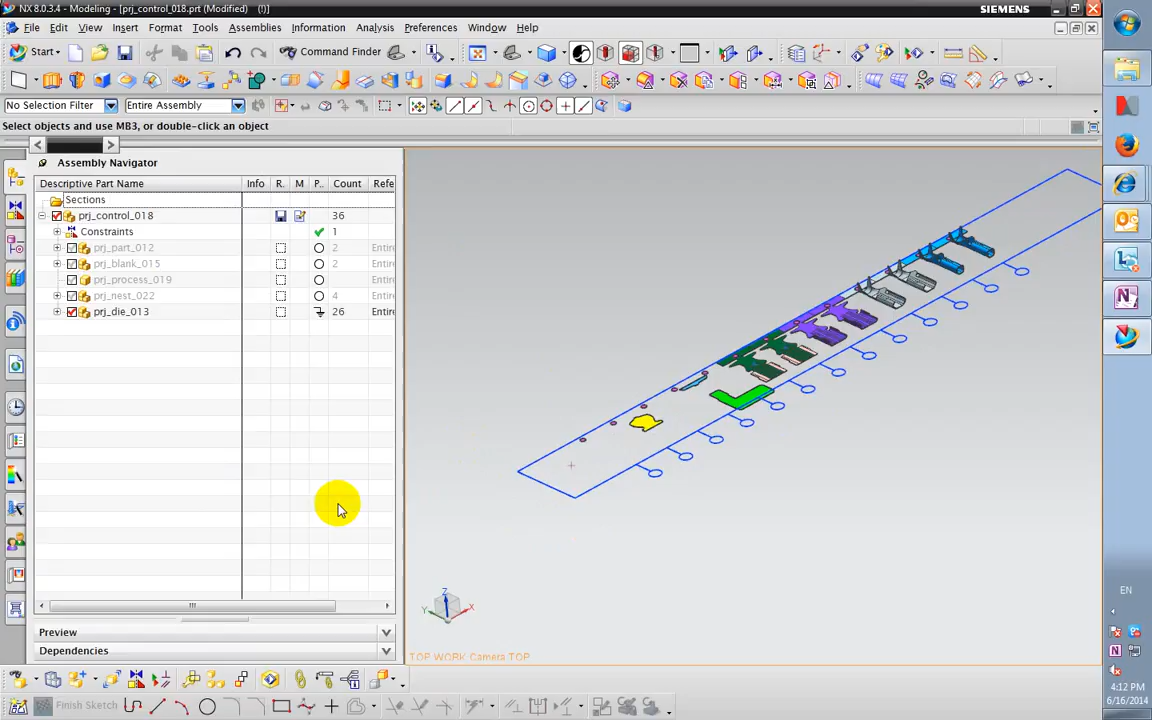 NX 8.0.3.4 - Modeling - [prj_control_018.prt (Modified) (!)]
SIEMENS
File Edit View Insert Format Tools Assemblies Information Analysis Preferences Window Help
Start
Command Finder
No Selection Filter
Entire Assembly
Select objects and use MB3, or double-click an object
Assembly Navigator
Descriptive Part Name Info R. M P.. Count Refe
Sections
prj_control_018 36
Constraints 1
prj_part_012 2 Entire
prj_blank_015 2 Entire
prj_process_019 Entire
prj_nest_022 4 Entire
prj_die_013 26 Entire
Z
Y
X
Preview
Dependencies
TOP WORK Camera TOP
Finish Sketch
EN
4:12 PM
6/16/2014